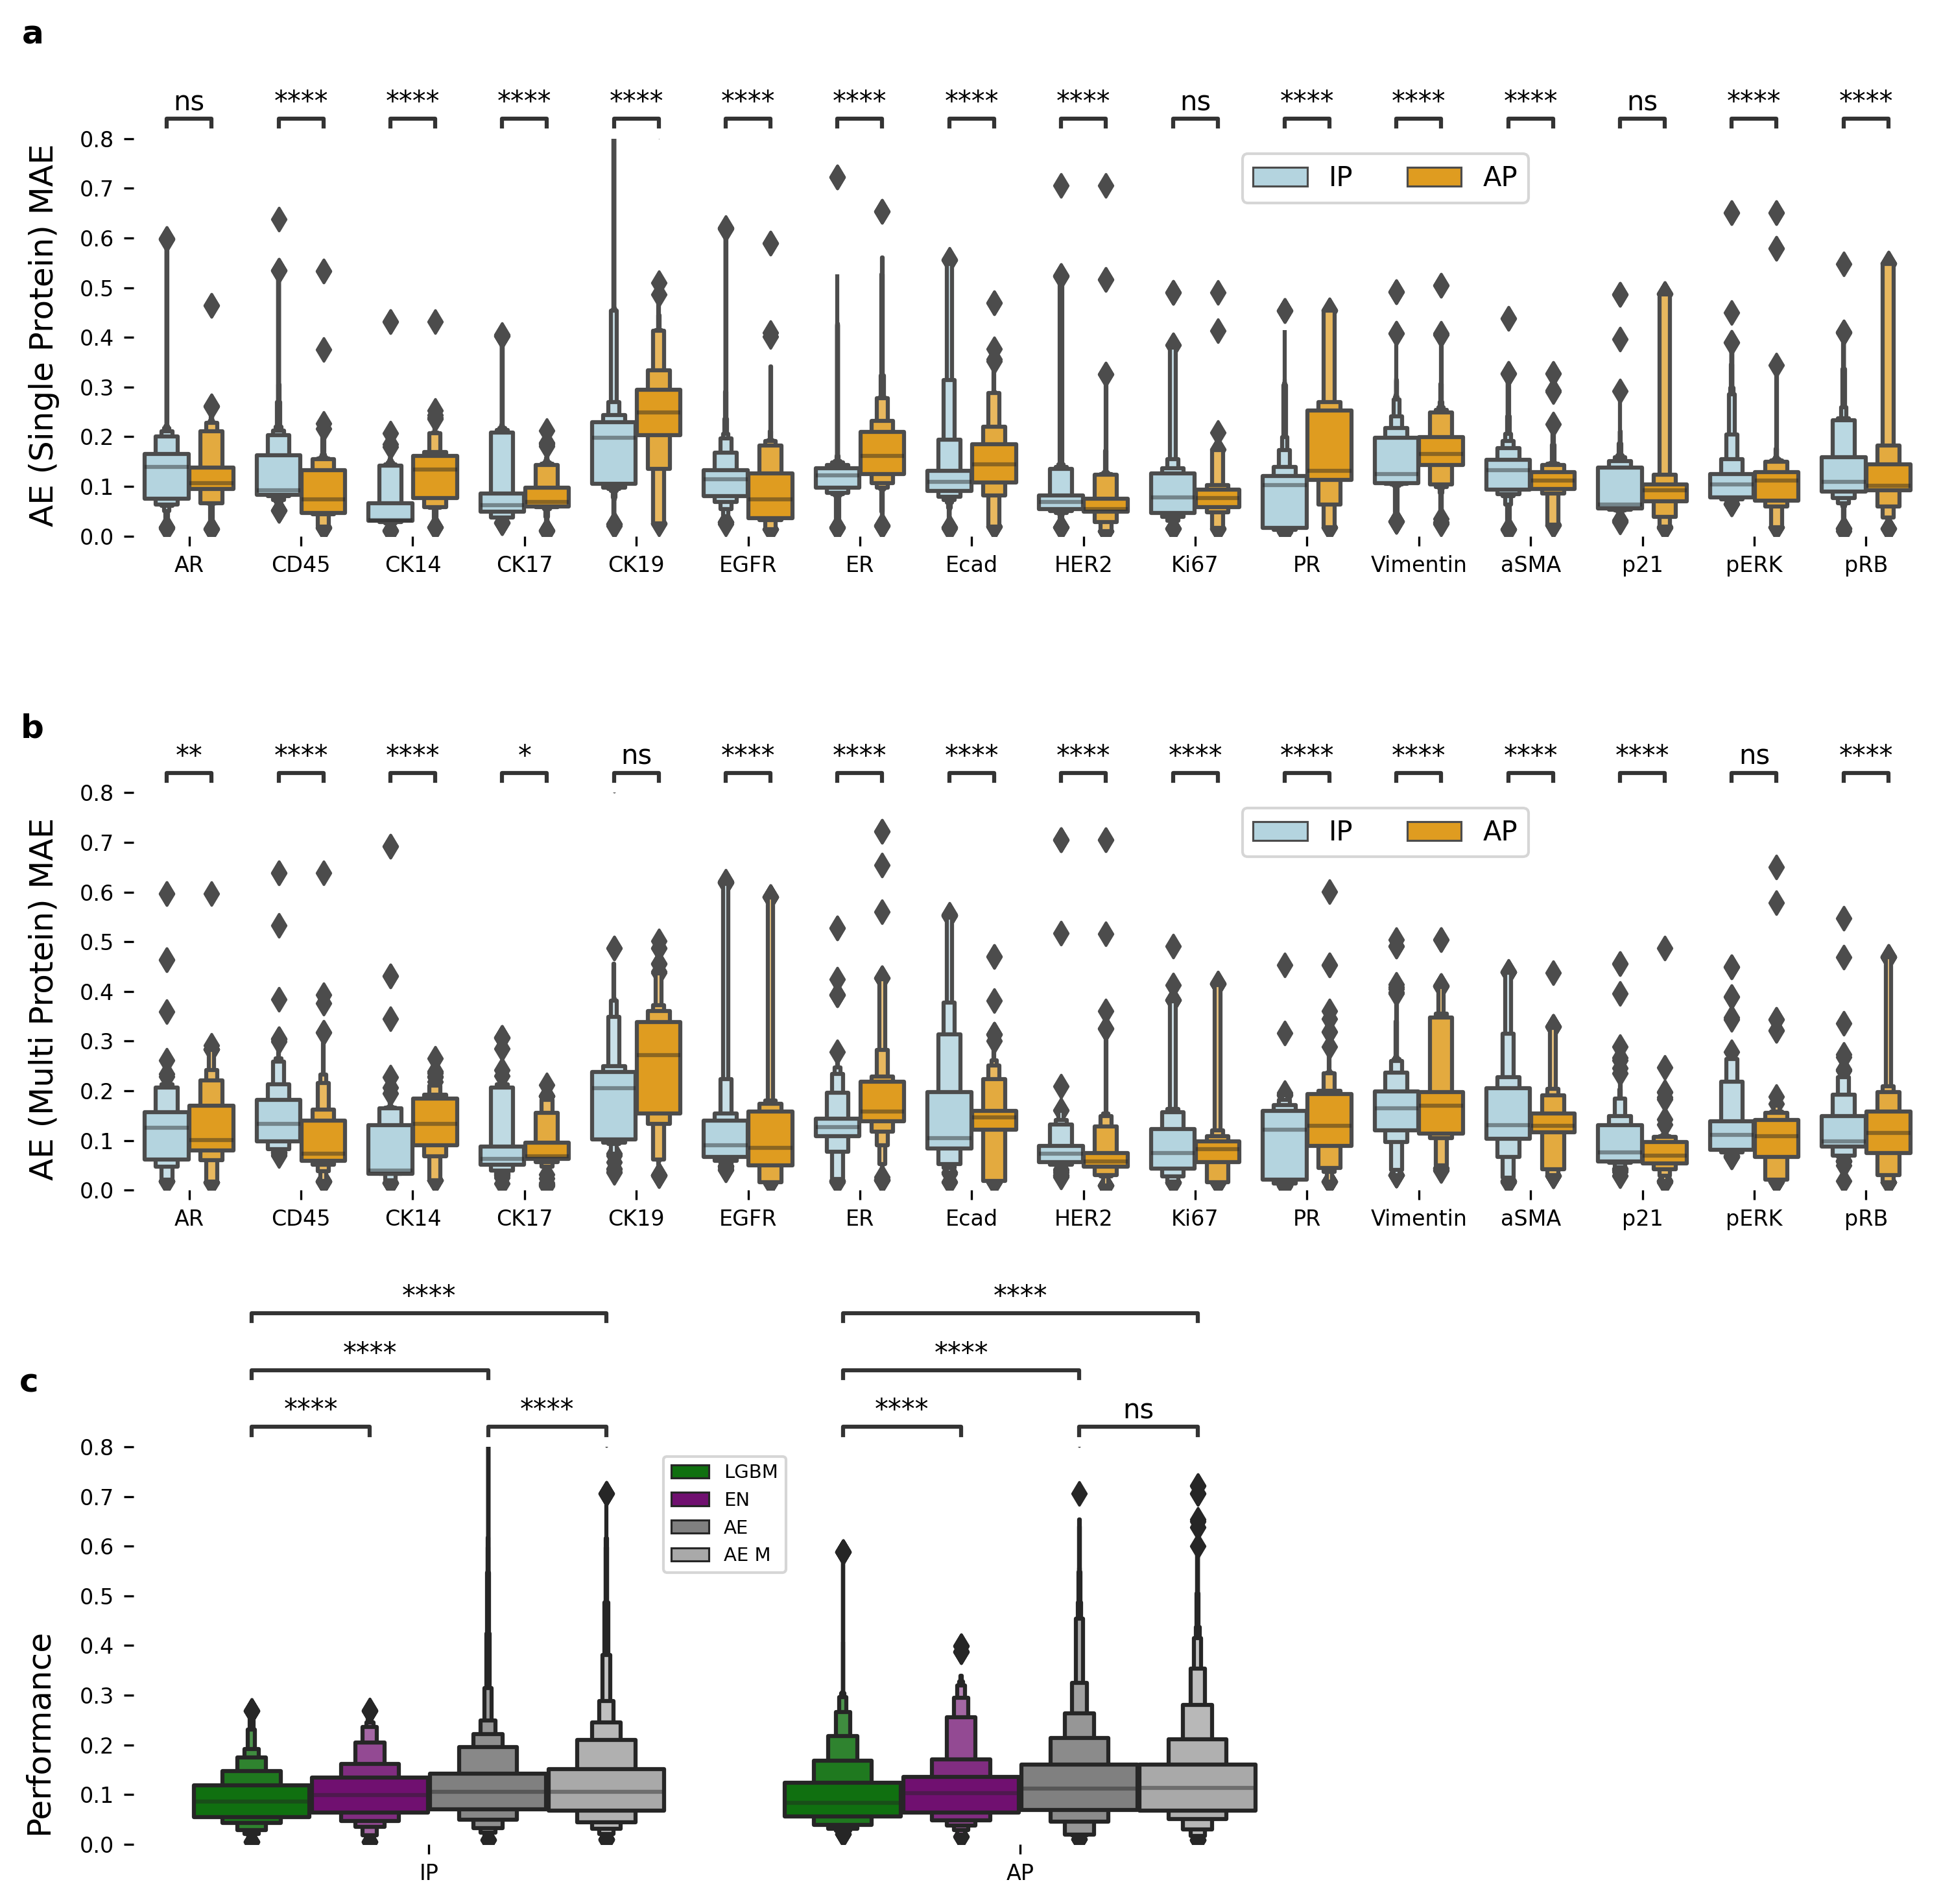 a
ns **** **** **** **** **** **** **** **** ns **** **** **** ns **** ****
AE (Single Protein) MAE
0.8
0.7
0.6
0.5
0.4
0.3
0.2
0.1
0.0
IP AP
AR CD45 CK14 CK17 CK19 EGFR ER Ecad HER2 Ki67 PR Vimentin aSMA p21 pERK pRB
b
** **** **** * ns **** **** **** **** **** **** **** **** **** ns ****
AE (Multi Protein) MAE
0.8
0.7
0.6
0.5
0.4
0.3
0.2
0.1
0.0
IP AP
AR CD45 CK14 CK17 CK19 EGFR ER Ecad HER2 Ki67 PR Vimentin aSMA p21 pERK pRB
c
**** ****
**** ****
**** **** **** ns
Performance
0.8
0.7
0.6
0.5
0.4
0.3
0.2
0.1
0.0
LGBM
EN
AE
AE M
IP AP